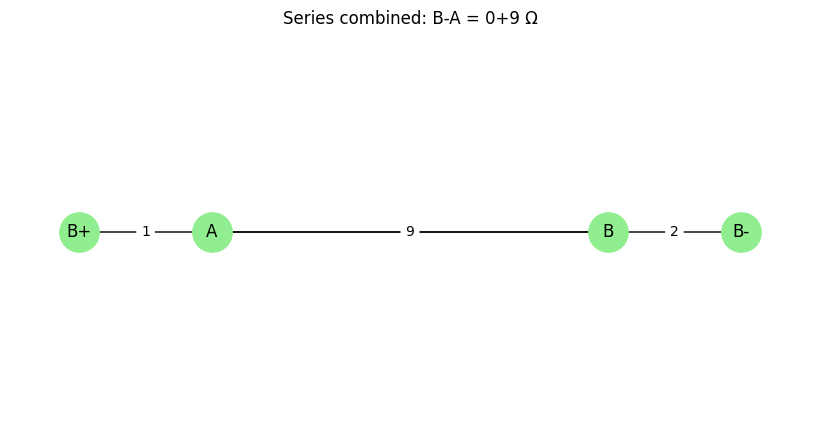 Series combined: B-A = 0+9 Ω
B+ 1 A 9 B 2 B-